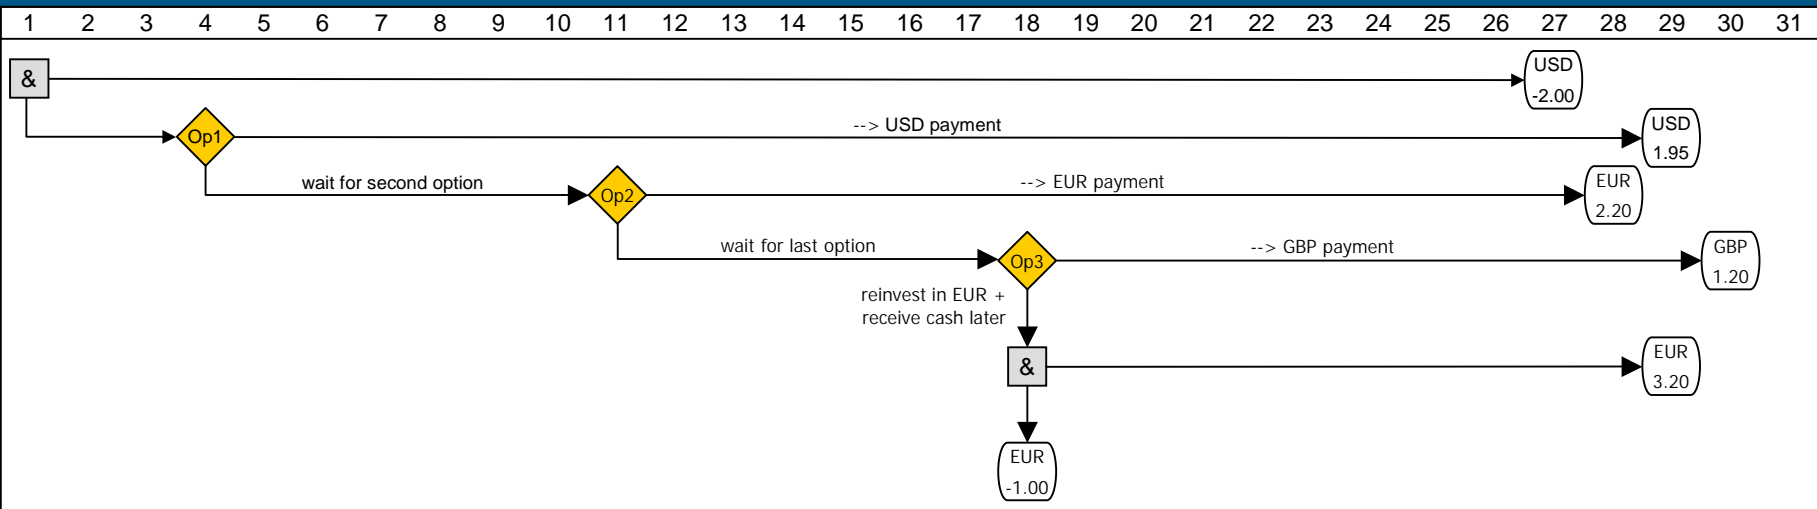 1 2 3 4 5 6 7 8 9 10 11 12 13 14 15 16 17 18 19 20 21 22 23 24 25 26 27 28 29 30 31
&
USD
-2.00
Op1
--> USD payment
USD
1.95
wait for second option
Op2
--> EUR payment
EUR
2.20
wait for last option
Op3
--> GBP payment
GBP
1.20
reinvest in EUR +
receive cash later
&
EUR
3.20
EUR
-1.00